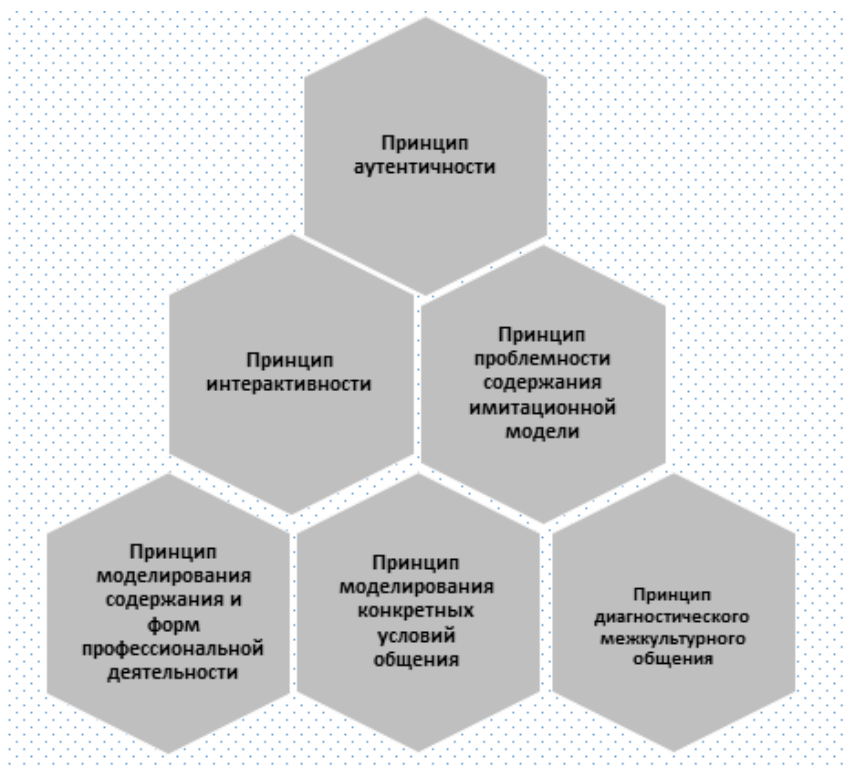 Принцип
аутентичности
Принцип
интерактивности
Принцип
проблемности
содержания
имитационной
модели
Принцип
моделирования
содержания и
форм
профессиональной
деятельности
Принцип
моделирования
конкретных
условий
общения
Принцип
диагностического
межкультурного
общения